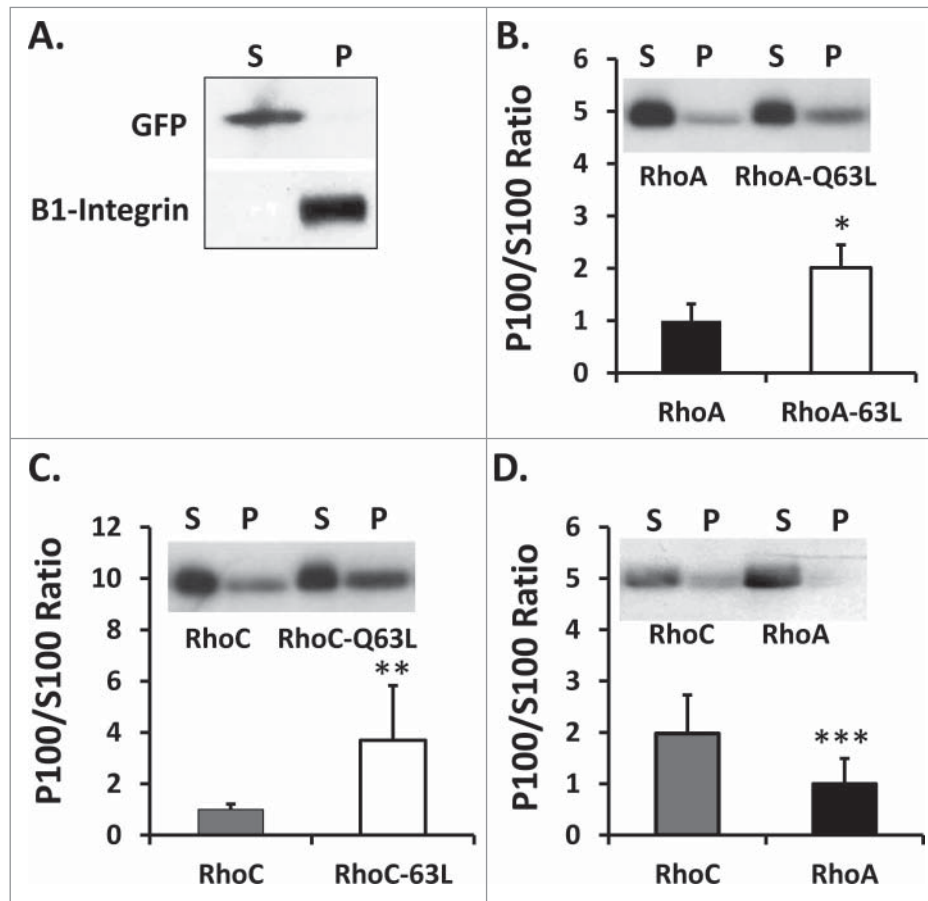 A.
S P
GFP
B1-Integrin
B.
P100/S100 Ratio
6
5
4
3
2
1
0
S P S P
RhoA RhoA-Q63L
*
RhoA RhoA-63L
C.
P100/S100 Ratio
12
10
8
6
4
2
0
S P S P
RhoC RhoC-Q63L
**
RhoC RhoC-63L
D.
P100/S100 Ratio
6
5
4
3
2
1
0
S P S P
RhoC RhoA
***
RhoC RhoA